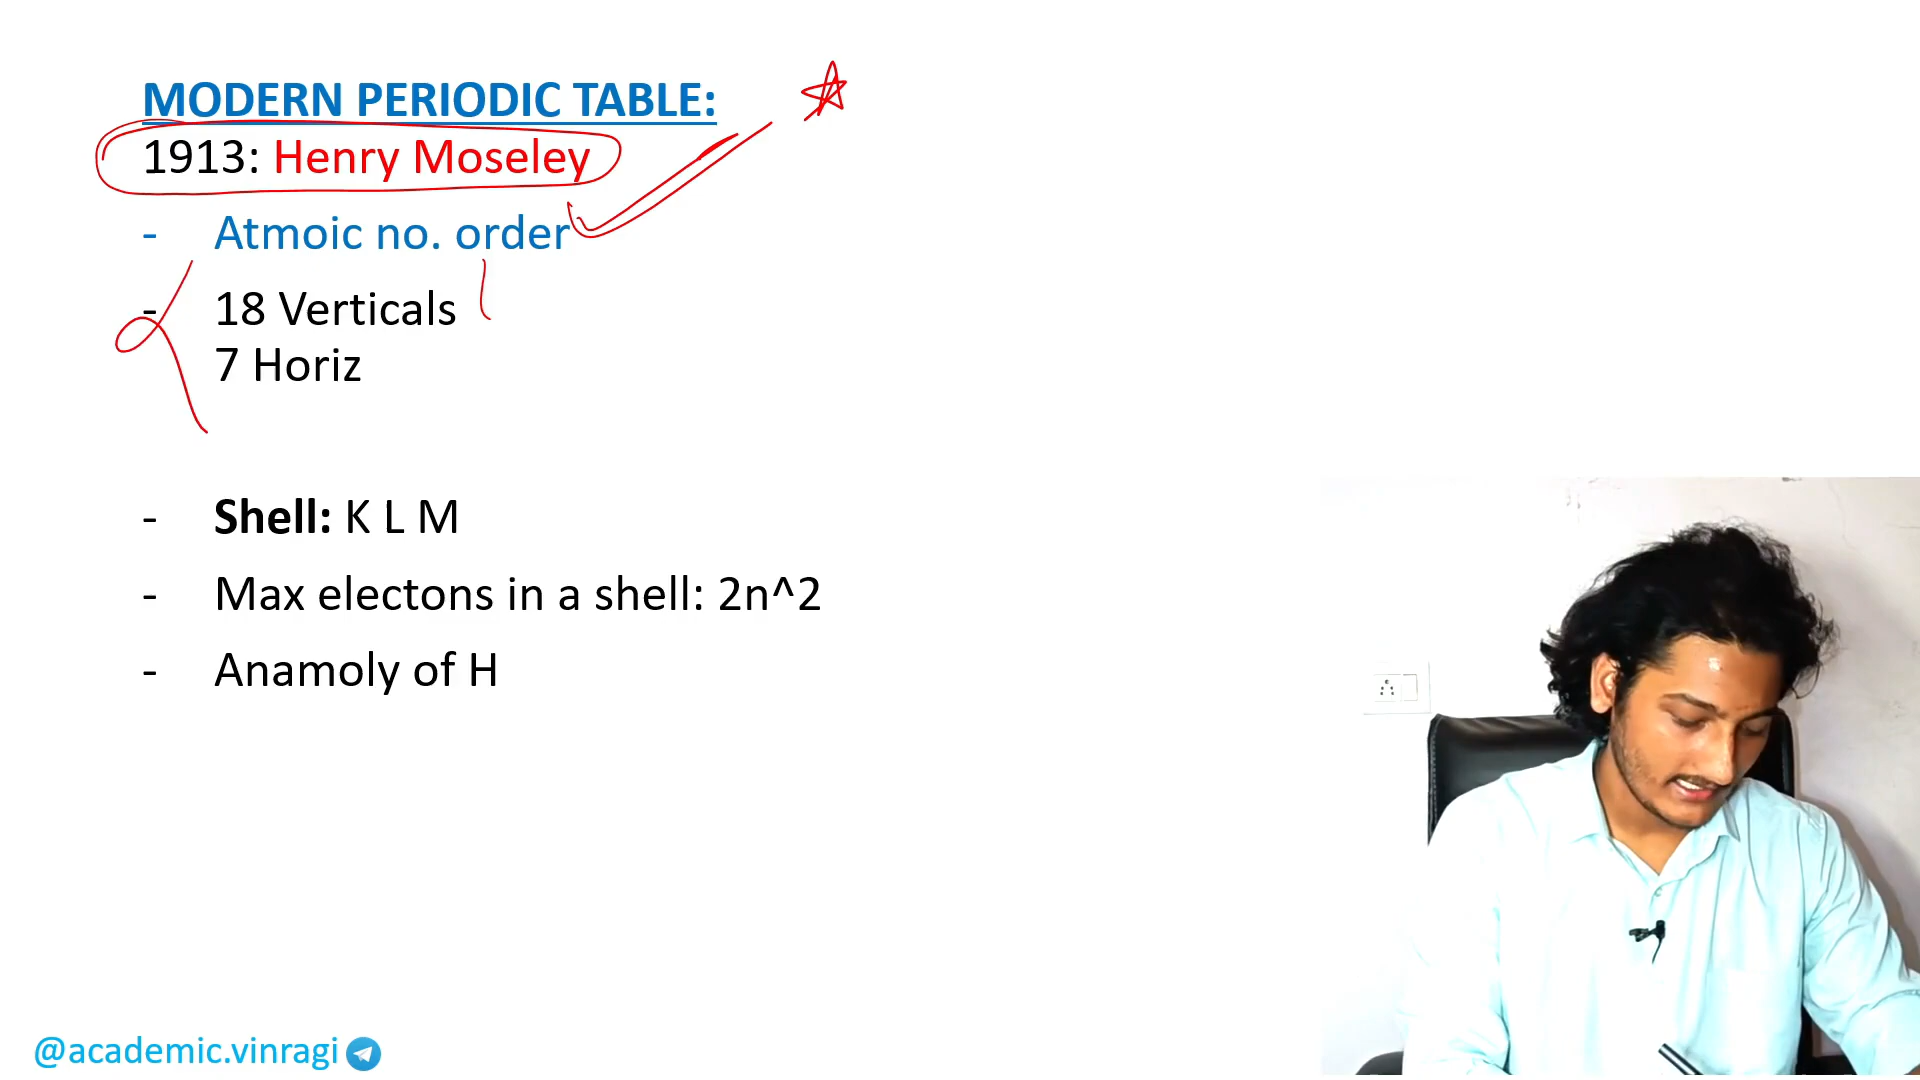 MODERN PERIODIC TABLE:
1913: Henry Moseley
- Atmoic no. order
- 18 Verticals
7 Horiz
- Shell: K L M
- Max electons in a shell: 2n^2
- Anamoly of H
@academic.vinragi